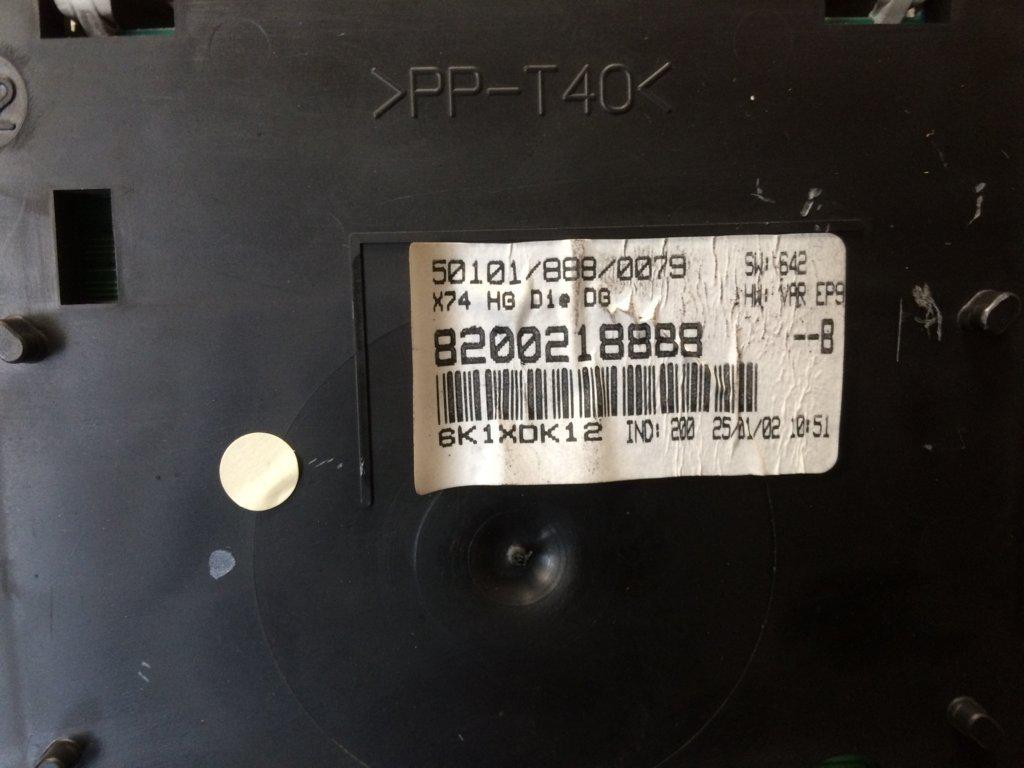 >PP-T40<
2
50101/888/0079 SW: 642
X74 HG Die DG HW: VAR EP9
8200218888 --B
6K1XDK12 IND: 200 25/01/02 10:51